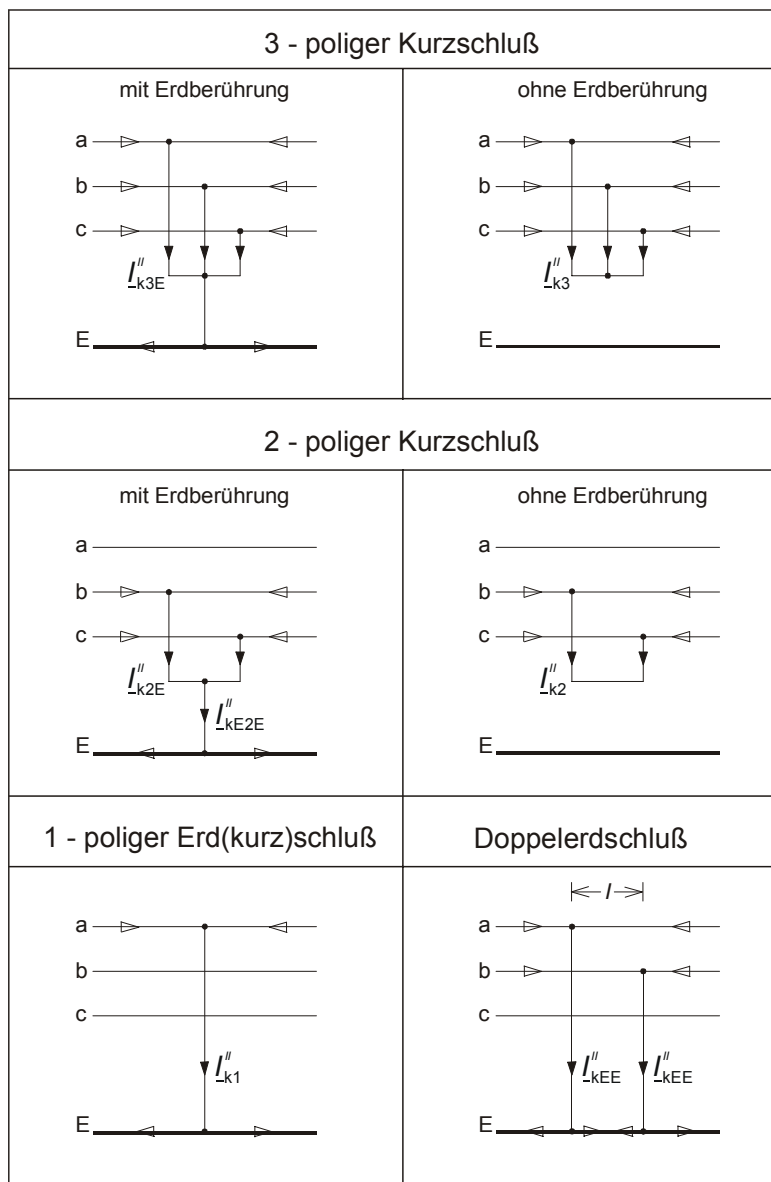 3 - poliger Kurzschluß
mit Erdberührung
a
b
c
I″k3E
E
ohne Erdberührung
a
b
c
I″k3
E
2 - poliger Kurzschluß
mit Erdberührung
a
b
c
I″k2E
I″kE2E
E
ohne Erdberührung
a
b
c
I″k2
E
1 - poliger Erd(kurz)schluß
a
b
c
I″k1
E
Doppelerdschluß
l
a
b
c
I″kEE I″kEE
E